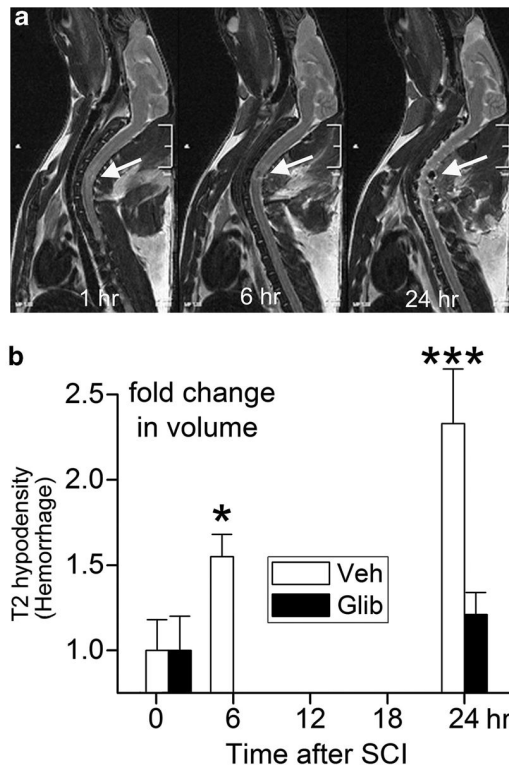 a
1 hr
6 hr
24 hr
b
***
fold change
in volume
*
2.5
2.0
1.5
1.0
T2 hypodensity
(Hemorrhage)
Veh
Glib
0 6 12 18 24 hr
Time after SCI